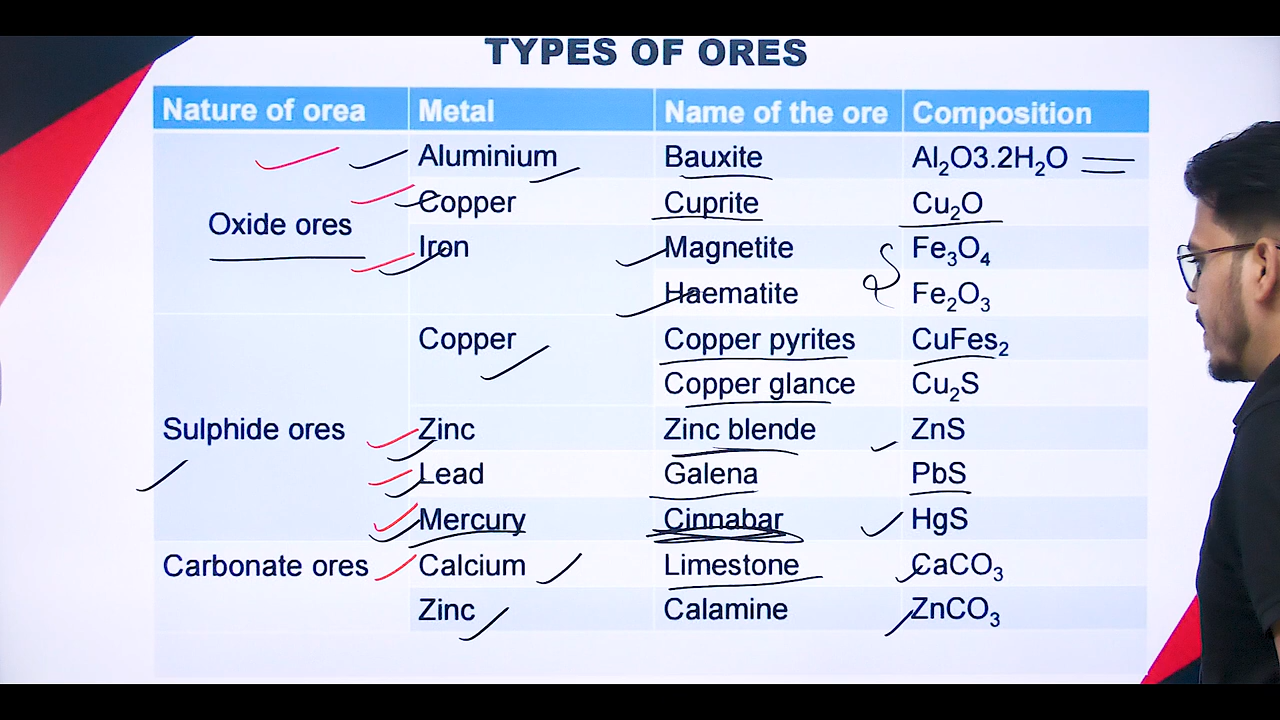 TYPES OF ORES
Nature of orea Metal Name of the ore Composition
Aluminium Bauxite Al₂O3.2H₂O
Copper Cuprite Cu₂O
Oxide ores
Iron Magnetite Fe₃O₄
Haematite Fe₂O₃
Copper Copper pyrites CuFes₂
Copper glance Cu₂S
Sulphide ores Zinc Zinc blende ZnS
Lead Galena PbS
Mercury Cinnabar HgS
Carbonate ores Calcium Limestone CaCO₃
Zinc Calamine ZnCO₃